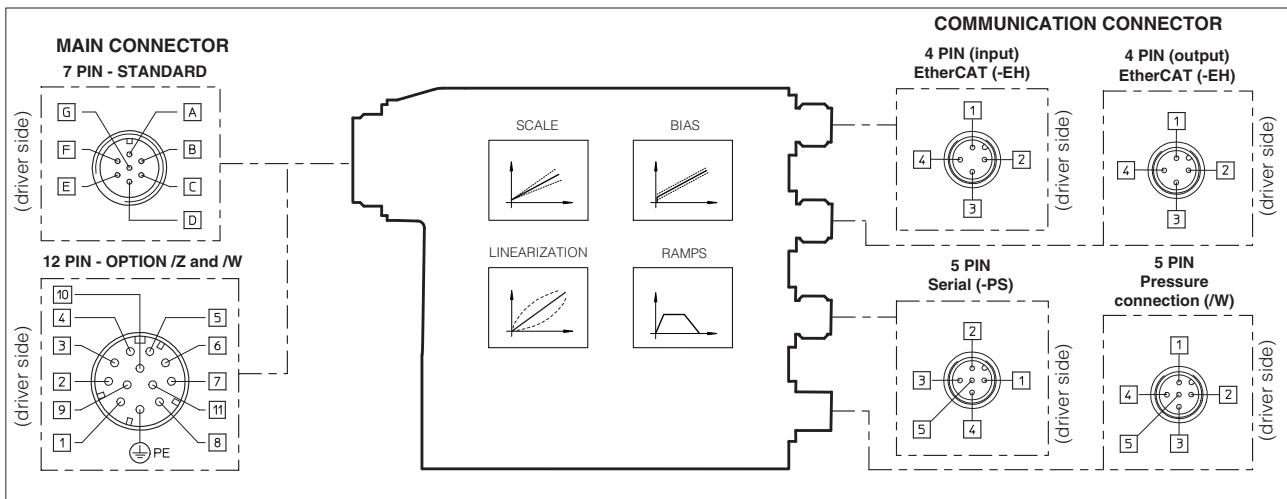 MAIN CONNECTOR
7 PIN - STANDARD
(driver side)
G
A
F
B
E
C
D
12 PIN - OPTION /Z and /W
(driver side)
10
4
5
3
6
2
7
9
11
1
8
PE
SCALE
BIAS
LINEARIZATION
RAMPS
COMMUNICATION CONNECTOR
4 PIN (input)
EtherCAT (-EH)
1
4
2
3
(driver side)
4 PIN (output)
EtherCAT (-EH)
1
4
2
3
(driver side)
5 PIN
Serial (-PS)
2
3
1
5
4
(driver side)
5 PIN
Pressure
connection (/W)
1
4
2
5
3
(driver side)